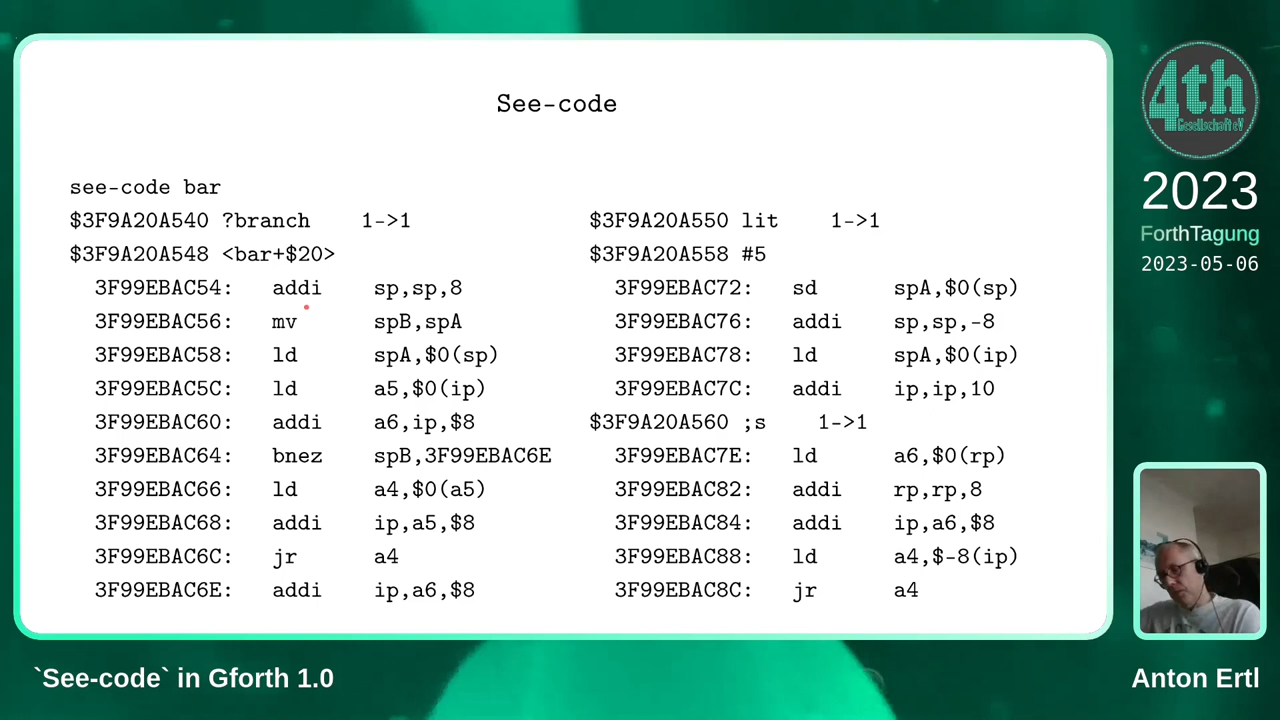 See-code
see-code bar
$3F9A20A540 ?branch 1->1
$3F9A20A548 <bar+$20>
3F99EBAC54: addi sp,sp,8
3F99EBAC56: mv spB,spA
3F99EBAC58: ld spA,$0(sp)
3F99EBAC5C: ld a5,$0(ip)
3F99EBAC60: addi a6,ip,$8
3F99EBAC64: bnez spB,3F99EBAC6E
3F99EBAC66: ld a4,$0(a5)
3F99EBAC68: addi ip,a5,$8
3F99EBAC6C: jr a4
3F99EBAC6E: addi ip,a6,$8
$3F9A20A550 lit 1->1
$3F9A20A558 #5
3F99EBAC72: sd spA,$0(sp)
3F99EBAC76: addi sp,sp,-8
3F99EBAC78: ld spA,$0(ip)
3F99EBAC7C: addi ip,ip,10
$3F9A20A560 ;s 1->1
3F99EBAC7E: ld a6,$0(rp)
3F99EBAC82: addi rp,rp,8
3F99EBAC84: addi ip,a6,$8
3F99EBAC88: ld a4,$-8(ip)
3F99EBAC8C: jr a4
4th
Gesellschaft eV
2023
ForthTagung
2023-05-06
`See-code` in Gforth 1.0
Anton Ertl